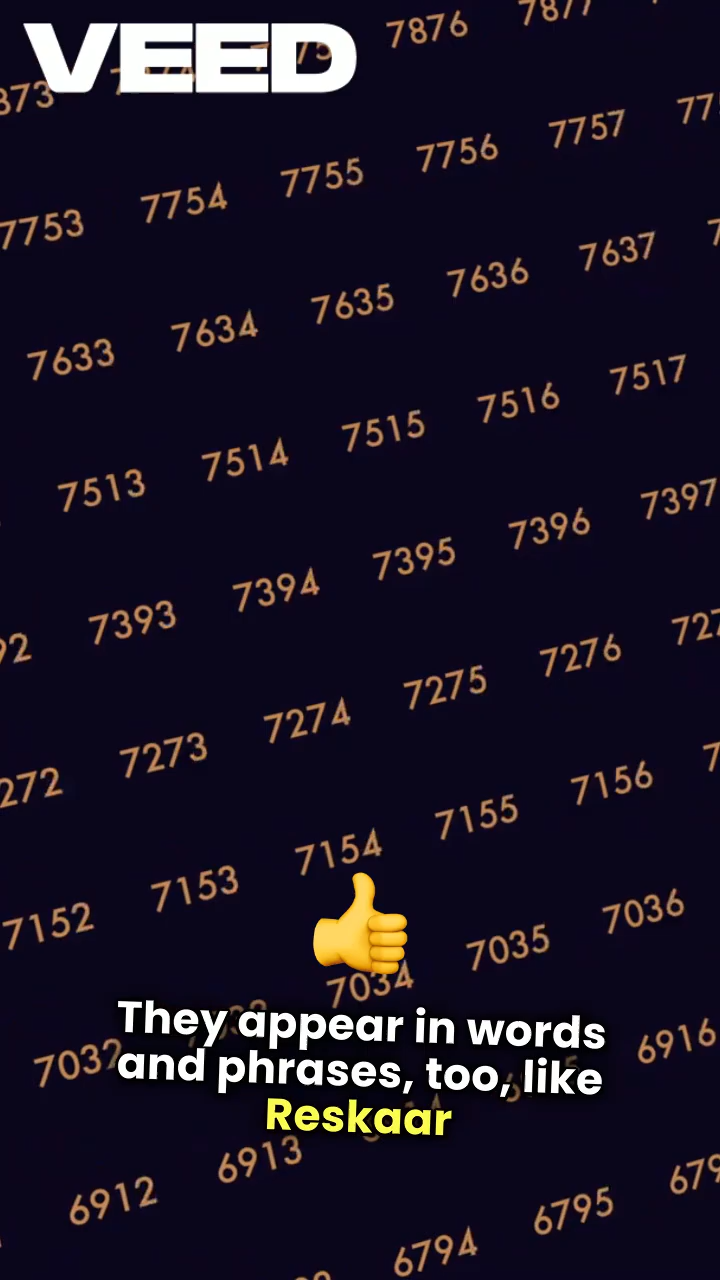 VEED
7876 7877
7753 7754 7755 7756 7757
7633 7634 7635 7636 7637
7513 7514 7515 7516 7517
7393 7394 7395 7396 7397
7273 7274 7275 7276
7152 7153 7154 7155 7156
7032 7034 7035 7036
They appear in words
and phrases, too, like
Reskaar
6912 6913 6916
6794 6795